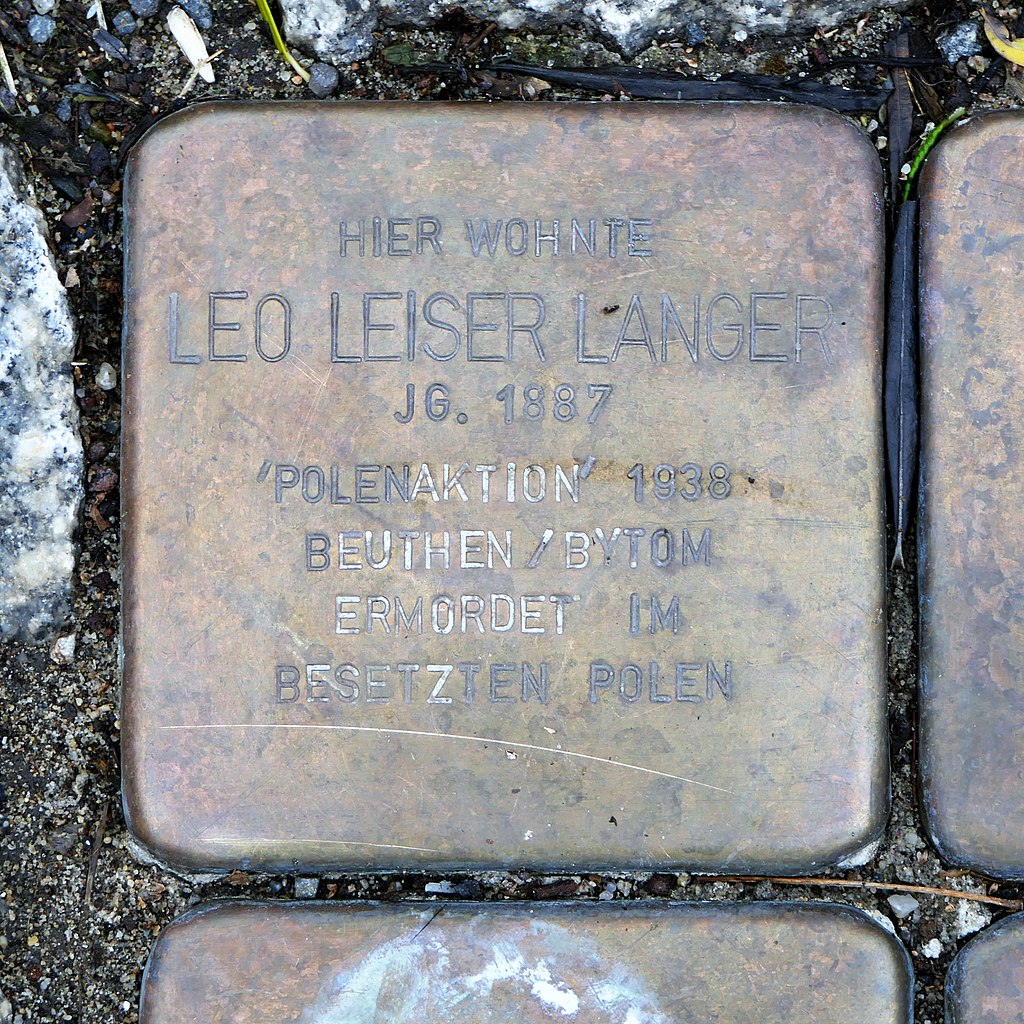 HIER WOHNTE
LEO LEISER LANGER
JG. 1887
'POLENAKTION' 1938
BEUTHEN/BYTOM
ERMORDET IM
BESETZTEN POLEN